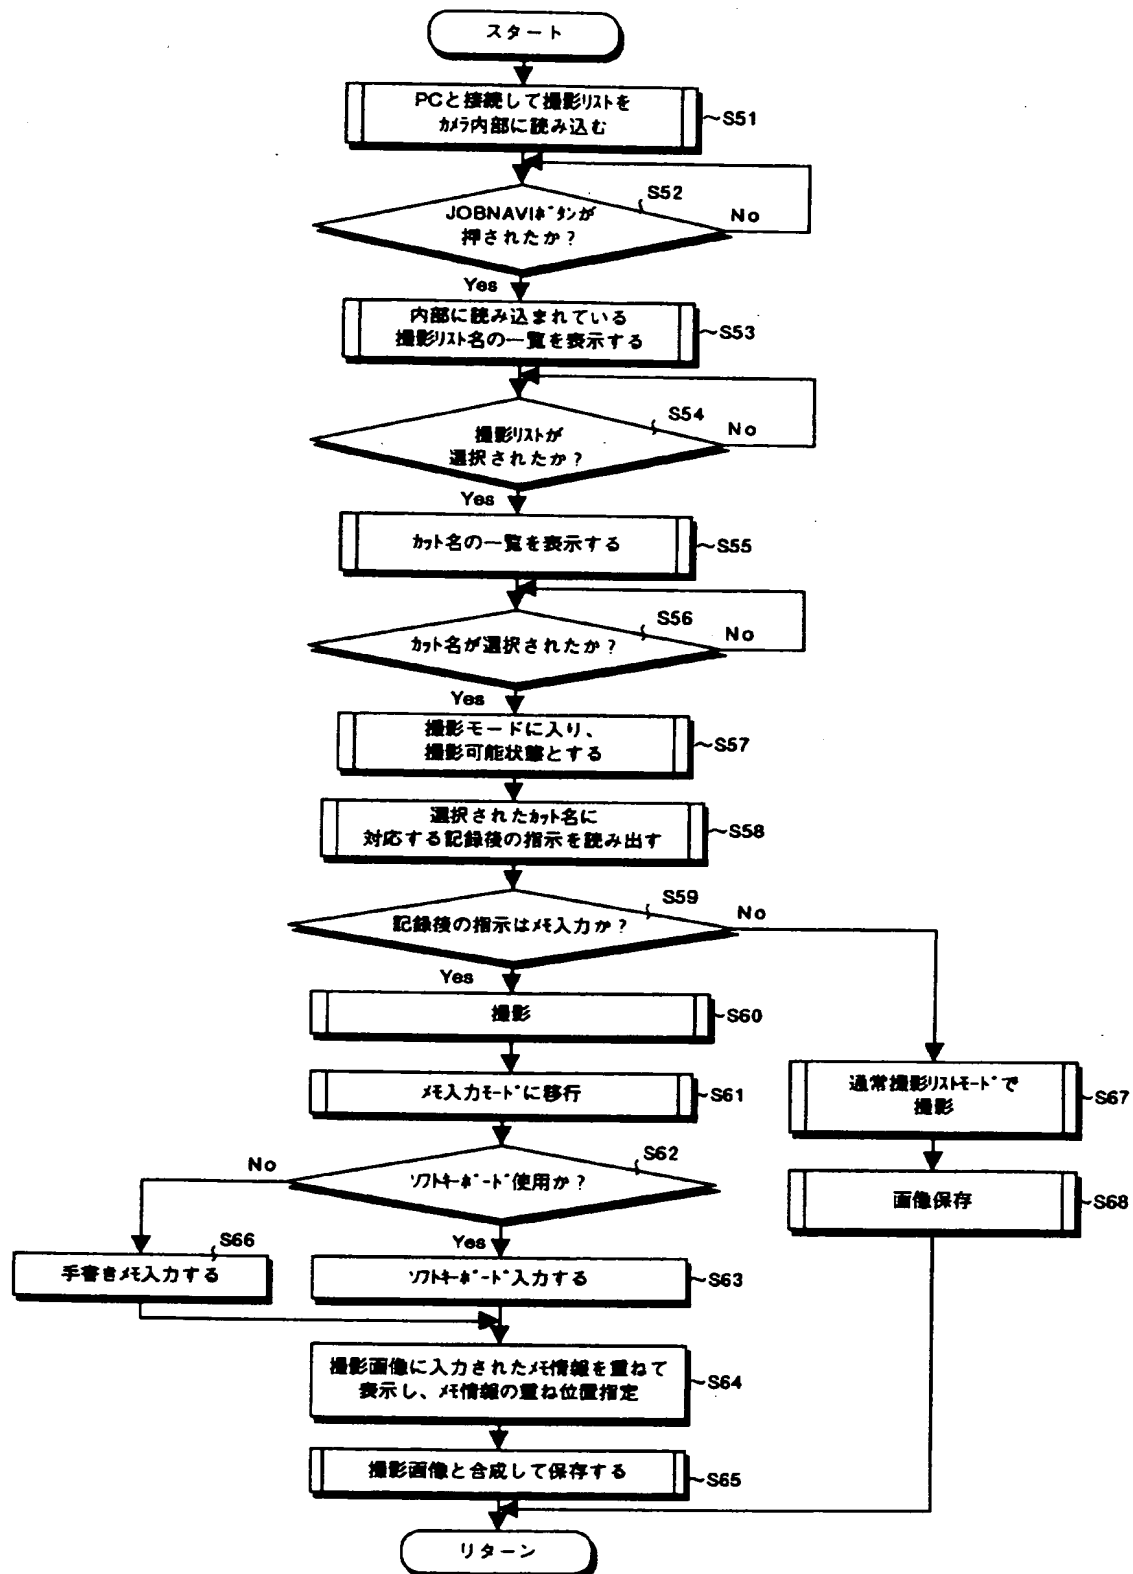 スタート
PCと接続して撮影ﾘｽﾄを
ｶﾒﾗ内部に読み込む
S51
S52
JOBNAVIﾎﾞﾀﾝが
押されたか?
No
Yes
内部に読み込まれている
撮影ﾘｽﾄ名の一覧を表示する
S53
S54
撮影ﾘｽﾄが
選択されたか?
No
Yes
ｶｯﾄ名の一覧を表示する
S55
S56
ｶｯﾄ名が選択されたか?
No
Yes
撮影モードに入り、
撮影可能状態とする
S57
選択されたｶｯﾄ名に
対応する記録後の指示を読み出す
S58
S59
記録後の指示はﾒﾓ入力か?
No
Yes
撮影
S60
ﾒﾓ入力ﾓｰﾄﾞに移行
S61
通常撮影ﾘｽﾄﾓｰﾄﾞで
撮影
S67
S62
No
ｿﾌﾄｷｰﾎﾞｰﾄﾞ使用か?
Yes
画像保存
S68
S66
手書きﾒﾓ入力する
ｿﾌﾄｷｰﾎﾞｰﾄﾞ入力する
S63
撮影画像に入力されたﾒﾓ情報を重ねて
表示し、ﾒﾓ情報の重ね位置指定
S64
撮影画像と合成して保存する
S65
リターン